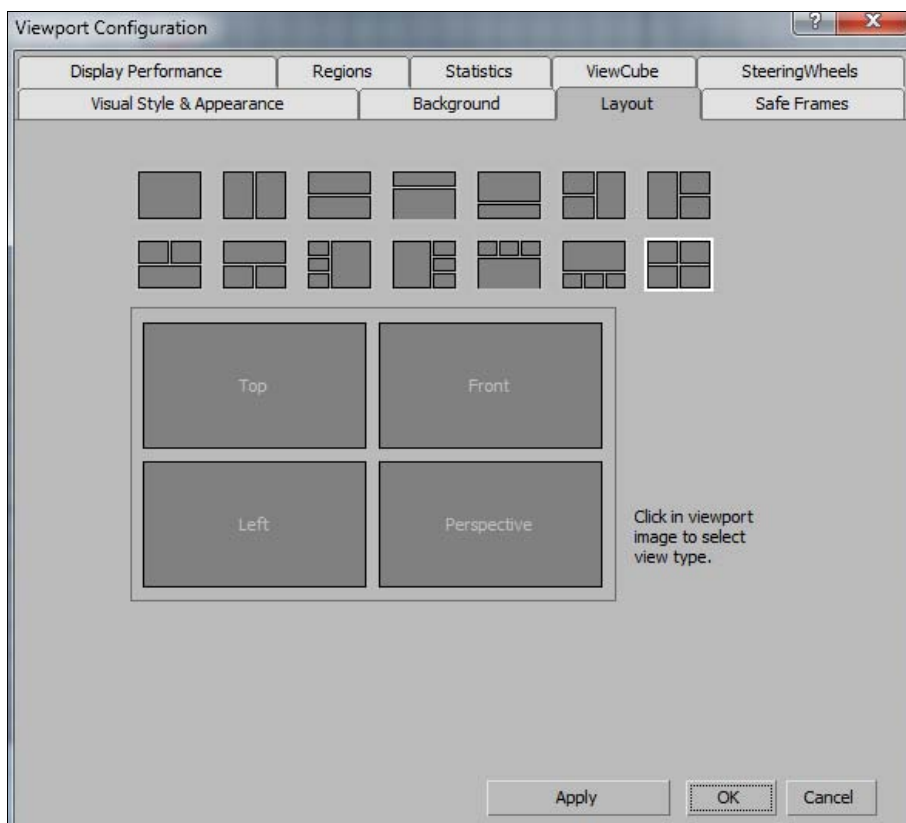 Viewport Configuration
?
X
Display Performance
Regions
Statistics
ViewCube
SteeringWheels
Visual Style & Appearance
Background
Layout
Safe Frames
Top
Front
Left
Perspective
Click in viewport
image to select
view type.
Apply
OK
Cancel